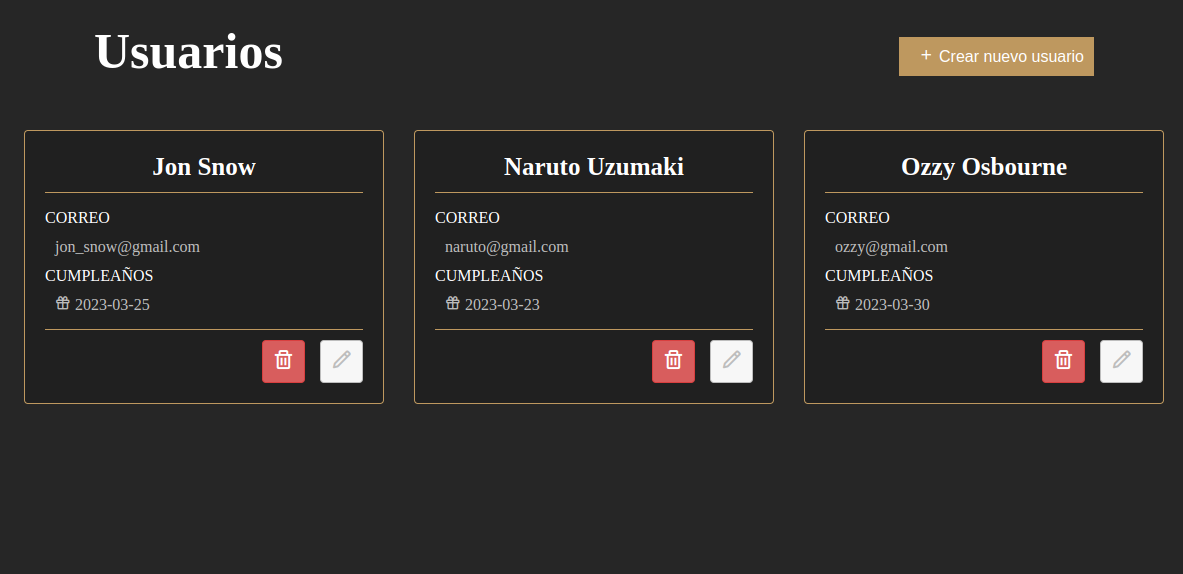 Usuarios
+ Crear nuevo usuario
Jon Snow
CORREO
jon_snow@gmail.com
CUMPLEAÑOS
2023-03-25
Naruto Uzumaki
CORREO
naruto@gmail.com
CUMPLEAÑOS
2023-03-23
Ozzy Osbourne
CORREO
ozzy@gmail.com
CUMPLEAÑOS
2023-03-30